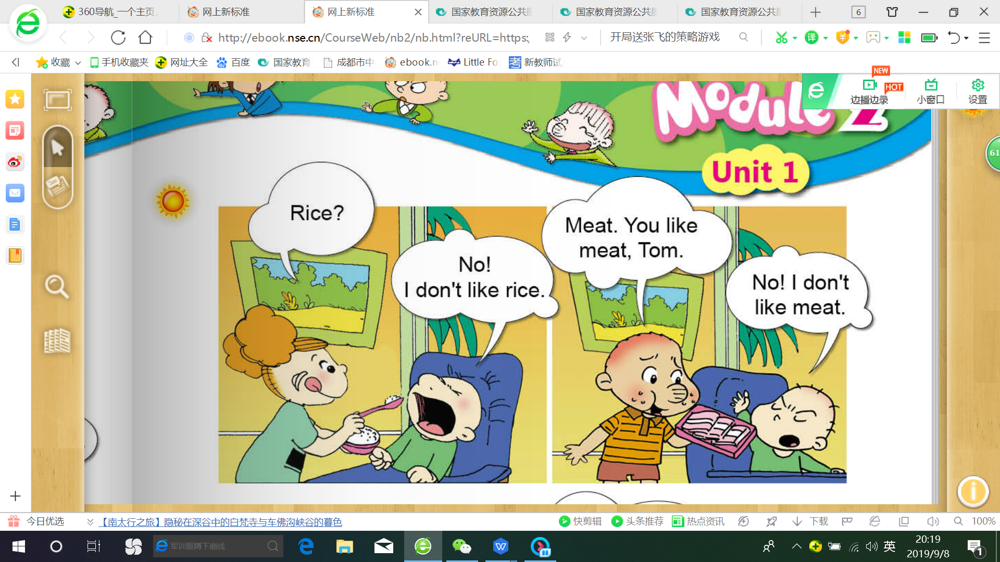 360导航_一个主页
网上新标准
网上新标准
国家教育资源公共服
国家教育资源公共服
国家教育资源公共服
6
http://ebook.nse.cn/CourseWeb/nb2/nb.html?reURL=https:
开局送张飞的策略游戏
译
收藏
手机收藏夹
网址大全
百度
国家教育
成都市中
ebook.n
Little Fo
考
新教师试
NEW
HOT
边播边录
小窗口
设置
Module 2
Unit 1
61
Rice?
No!
I don't like rice.
Meat. You like
meat, Tom.
No! I don't
like meat.
今日优选
【南太行之旅】隐秘在深谷中的白梵寺与车佛沟峡谷的暮色
快剪辑
头条推荐
热点资讯
下载
100%
军训服蹲下崩线
英
20:19
2019/9/8
1